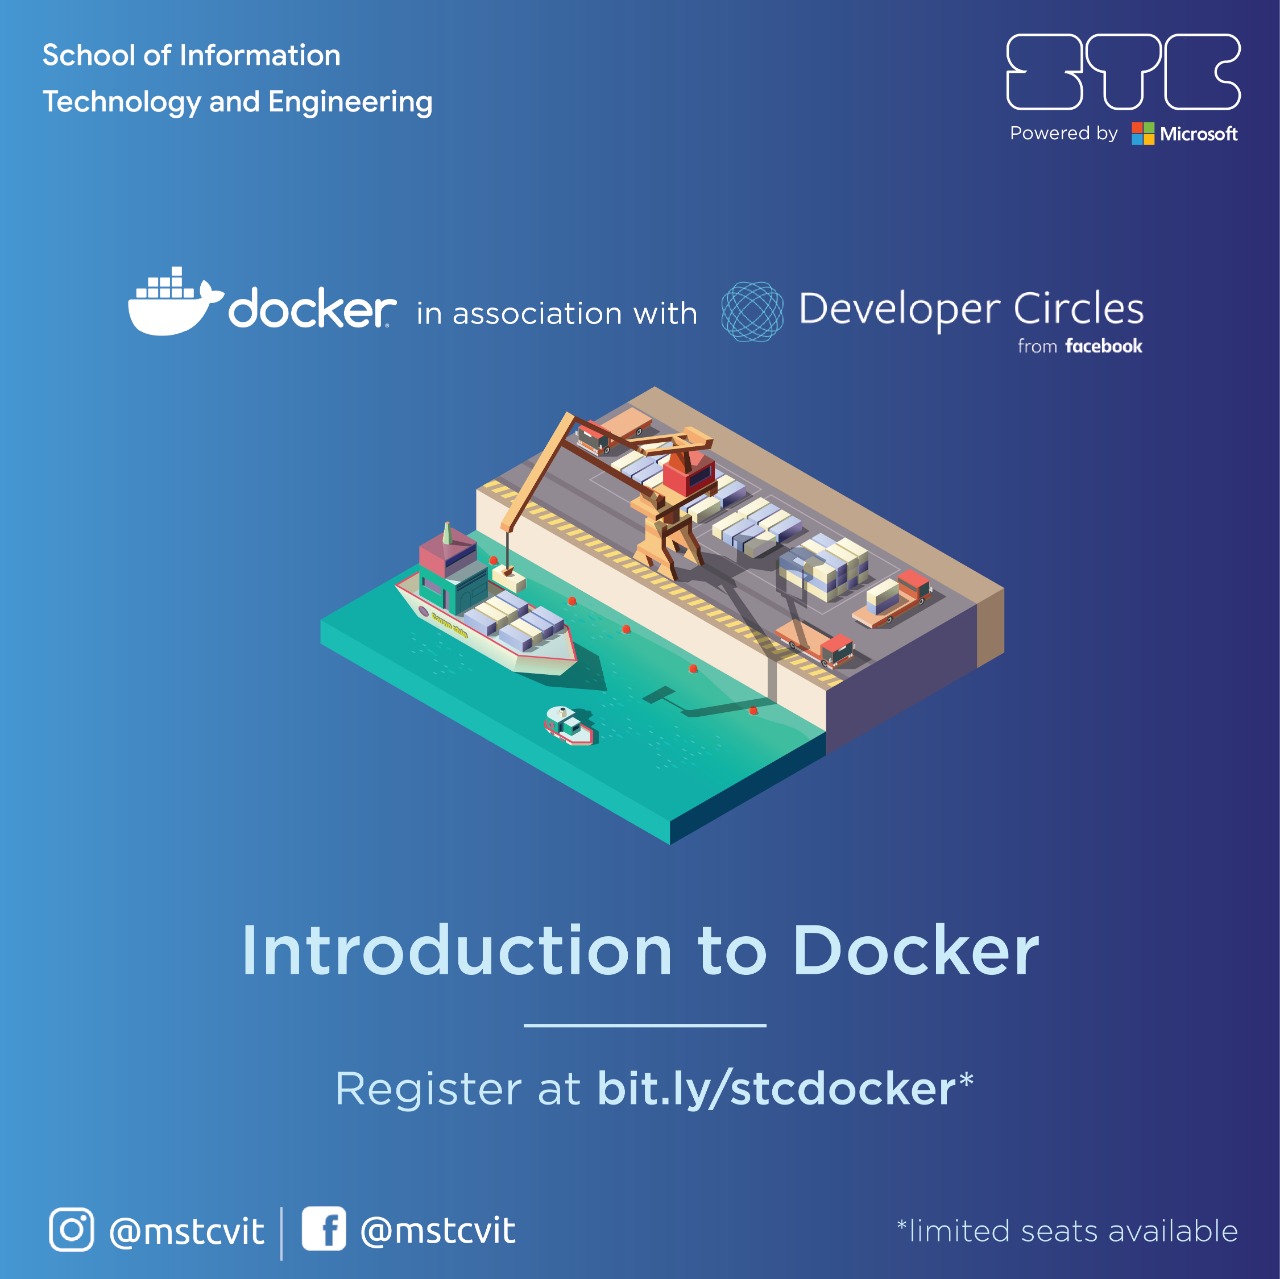 School of Information
Technology and Engineering
STC
Powered by Microsoft
docker in association with Developer Circles
from facebook
Introduction to Docker
Register at bit.ly/stcdocker*
@mstcvit | @mstcvit
*limited seats available